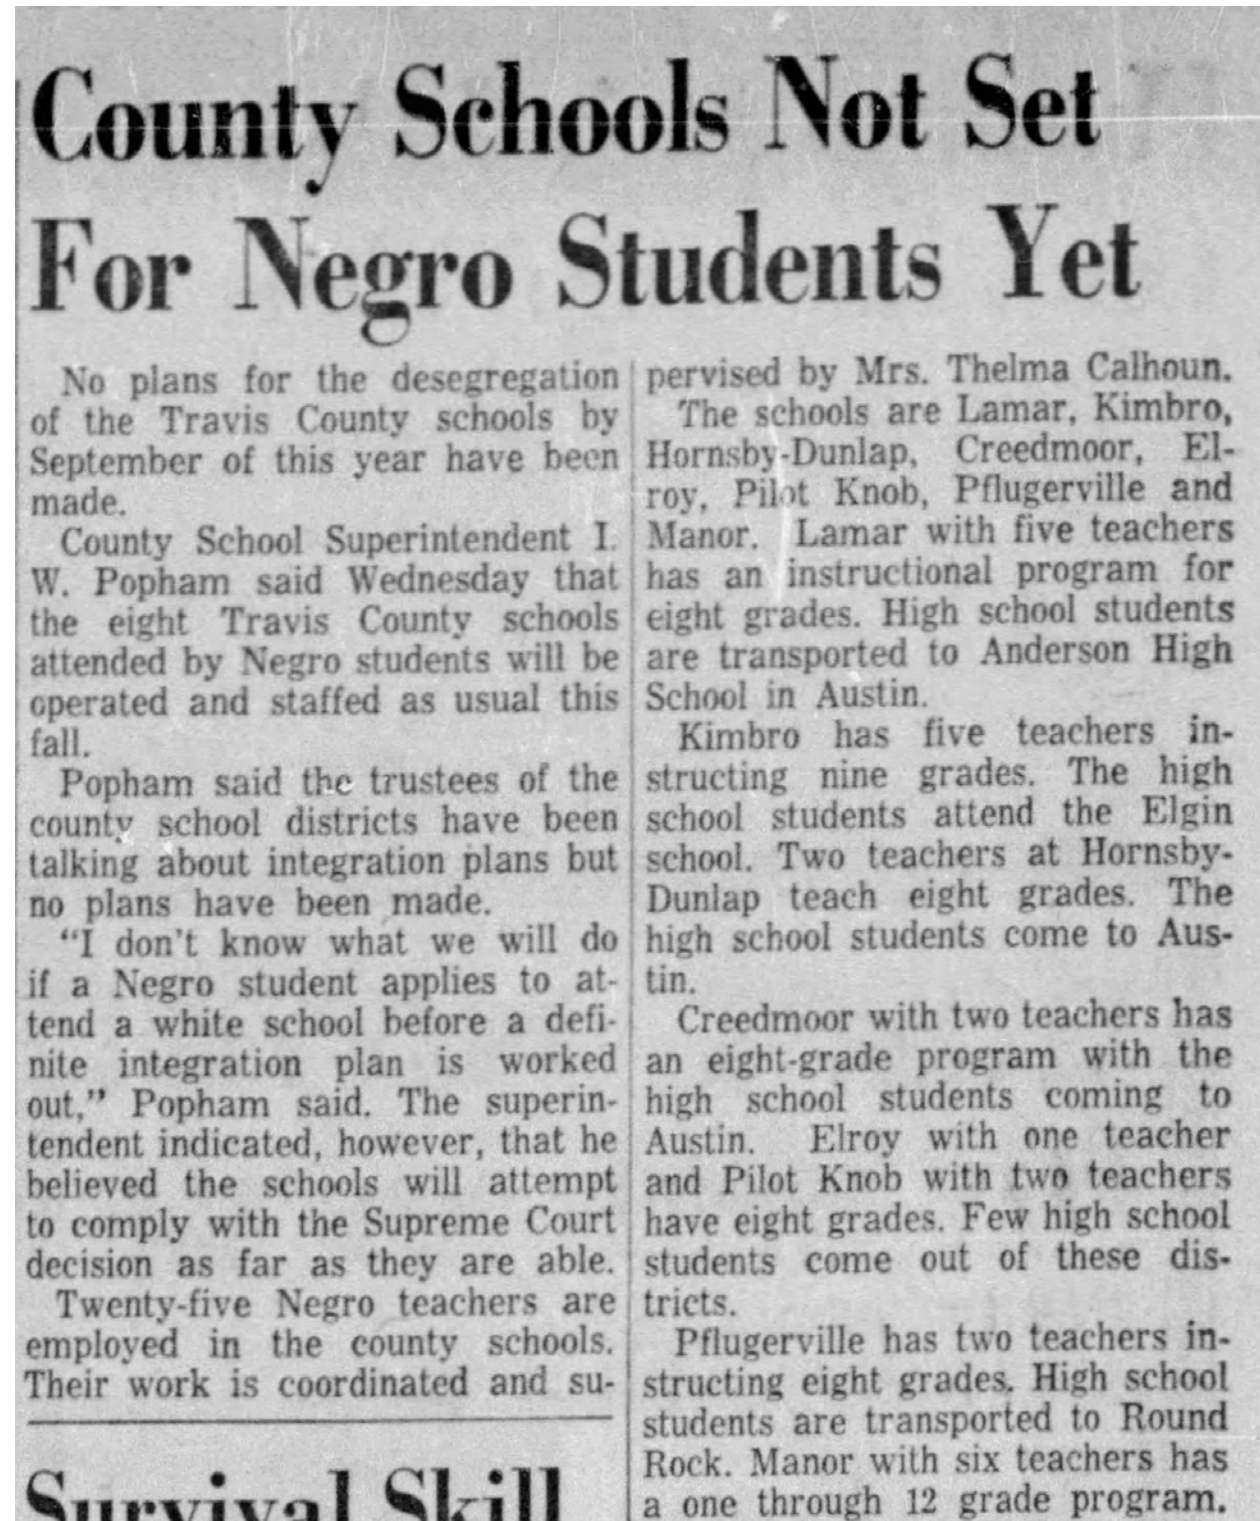 County Schools Not Set
For Negro Students Yet
No plans for the desegregation
of the Travis County schools by
September of this year have been
made.
County School Superintendent I.
W. Popham said Wednesday that
the eight Travis County schools
attended by Negro students will be
operated and staffed as usual this
fall.
Popham said the trustees of the
county school districts have been
talking about integration plans but
no plans have been made.
"I don't know what we will do
if a Negro student applies to at-
tend a white school before a defi-
nite integration plan is worked
out," Popham said. The superin-
tendent indicated, however, that he
believed the schools will attempt
to comply with the Supreme Court
decision as far as they are able.
Twenty-five Negro teachers are
employed in the county schools.
Their work is coordinated and su-
pervised by Mrs. Thelma Calhoun.
The schools are Lamar, Kimbro,
Hornsby-Dunlap, Creedmoor, El-
roy, Pilot Knob, Pflugerville and
Manor. Lamar with five teachers
has an instructional program for
eight grades. High school students
are transported to Anderson High
School in Austin.
Kimbro has five teachers in-
structing nine grades. The high
school students attend the Elgin
school. Two teachers at Hornsby-
Dunlap teach eight grades. The
high school students come to Aus-
tin.
Creedmoor with two teachers has
an eight-grade program with the
high school students coming to
Austin. Elroy with one teacher
and Pilot Knob with two teachers
have eight grades. Few high school
students come out of these dis-
tricts.
Pflugerville has two teachers in-
structing eight grades. High school
students are transported to Round
Rock. Manor with six teachers has
a one through 12 grade program.
Survival Skill